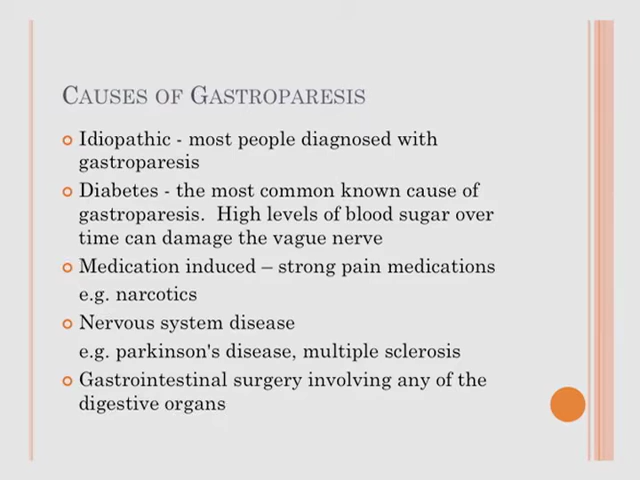 Causes of Gastroparesis
Idiopathic - most people diagnosed with
gastroparesis
Diabetes - the most common known cause of
gastroparesis.  High levels of blood sugar over
time can damage the vague nerve
Medication induced – strong pain medications
e.g. narcotics
Nervous system disease
e.g. parkinson's disease, multiple sclerosis
Gastrointestinal surgery involving any of the
digestive organs